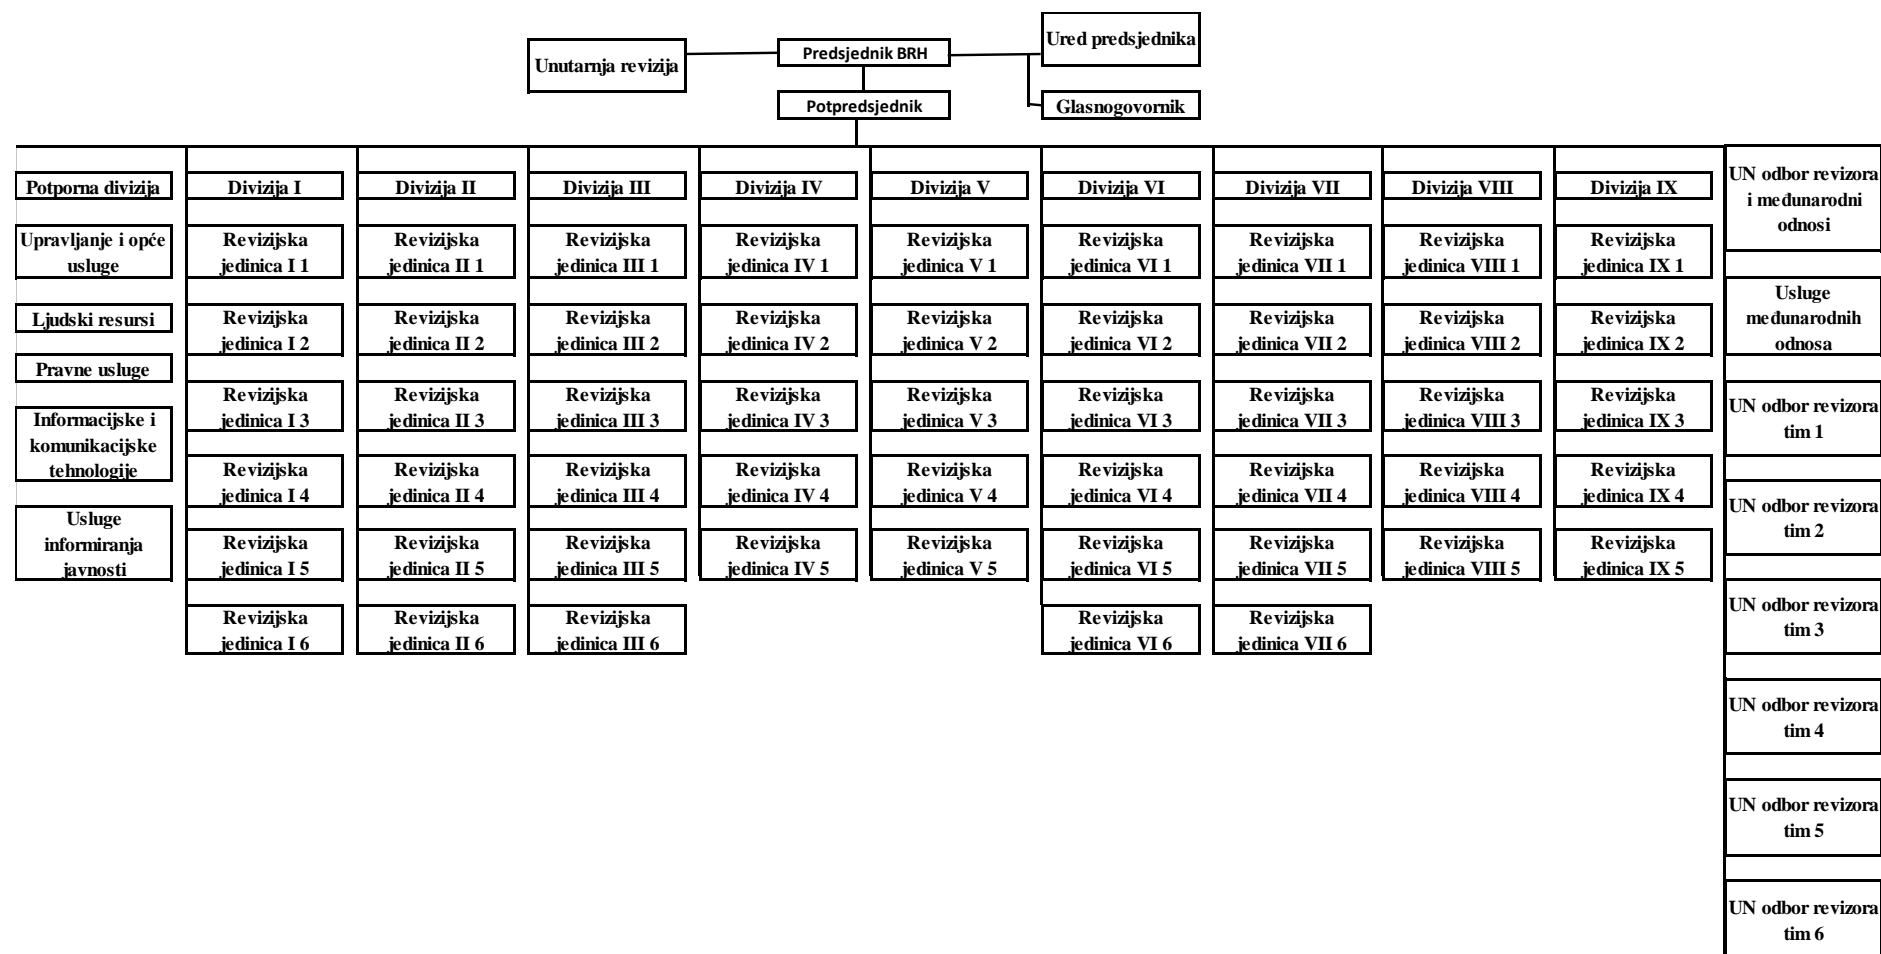 Ured predsjednika
Unutarnja revizija
Predsjednik BRH
Potpredsjednik
Glasnogovornik
Potporna divizija
Upravljanje i opće
usluge
Ljudski resursi
Pravne usluge
Informacijske i
komunikacijske
tehnologije
Usluge
informiranja
javnosti
Divizija I
Revizijska
jedinica I 1
Revizijska
jedinica I 2
Revizijska
jedinica I 3
Revizijska
jedinica I 4
Revizijska
jedinica I 5
Revizijska
jedinica I 6
Divizija II
Revizijska
jedinica II 1
Revizijska
jedinica II 2
Revizijska
jedinica II 3
Revizijska
jedinica II 4
Revizijska
jedinica II 5
Revizijska
jedinica II 6
Divizija III
Revizijska
jedinica III 1
Revizijska
jedinica III 2
Revizijska
jedinica III 3
Revizijska
jedinica III 4
Revizijska
jedinica III 5
Revizijska
jedinica III 6
Divizija IV
Revizijska
jedinica IV 1
Revizijska
jedinica IV 2
Revizijska
jedinica IV 3
Revizijska
jedinica IV 4
Revizijska
jedinica IV 5
Divizija V
Revizijska
jedinica V 1
Revizijska
jedinica V 2
Revizijska
jedinica V 3
Revizijska
jedinica V 4
Revizijska
jedinica V 5
Divizija VI
Revizijska
jedinica VI 1
Revizijska
jedinica VI 2
Revizijska
jedinica VI 3
Revizijska
jedinica VI 4
Revizijska
jedinica VI 5
Revizijska
jedinica VI 6
Divizija VII
Revizijska
jedinica VII 1
Revizijska
jedinica VII 2
Revizijska
jedinica VII 3
Revizijska
jedinica VII 4
Revizijska
jedinica VII 5
Revizijska
jedinica VII 6
Divizija VIII
Revizijska
jedinica VIII 1
Revizijska
jedinica VIII 2
Revizijska
jedinica VIII 3
Revizijska
jedinica VIII 4
Revizijska
jedinica VIII 5
Divizija IX
Revizijska
jedinica IX 1
Revizijska
jedinica IX 2
Revizijska
jedinica IX 3
Revizijska
jedinica IX 4
Revizijska
jedinica IX 5
UN odbor revizora
i međunarodni
odnosi
Usluge
međunarodnih
odnosa
UN odbor revizora
tim 1
UN odbor revizora
tim 2
UN odbor revizora
tim 3
UN odbor revizora
tim 4
UN odbor revizora
tim 5
UN odbor revizora
tim 6